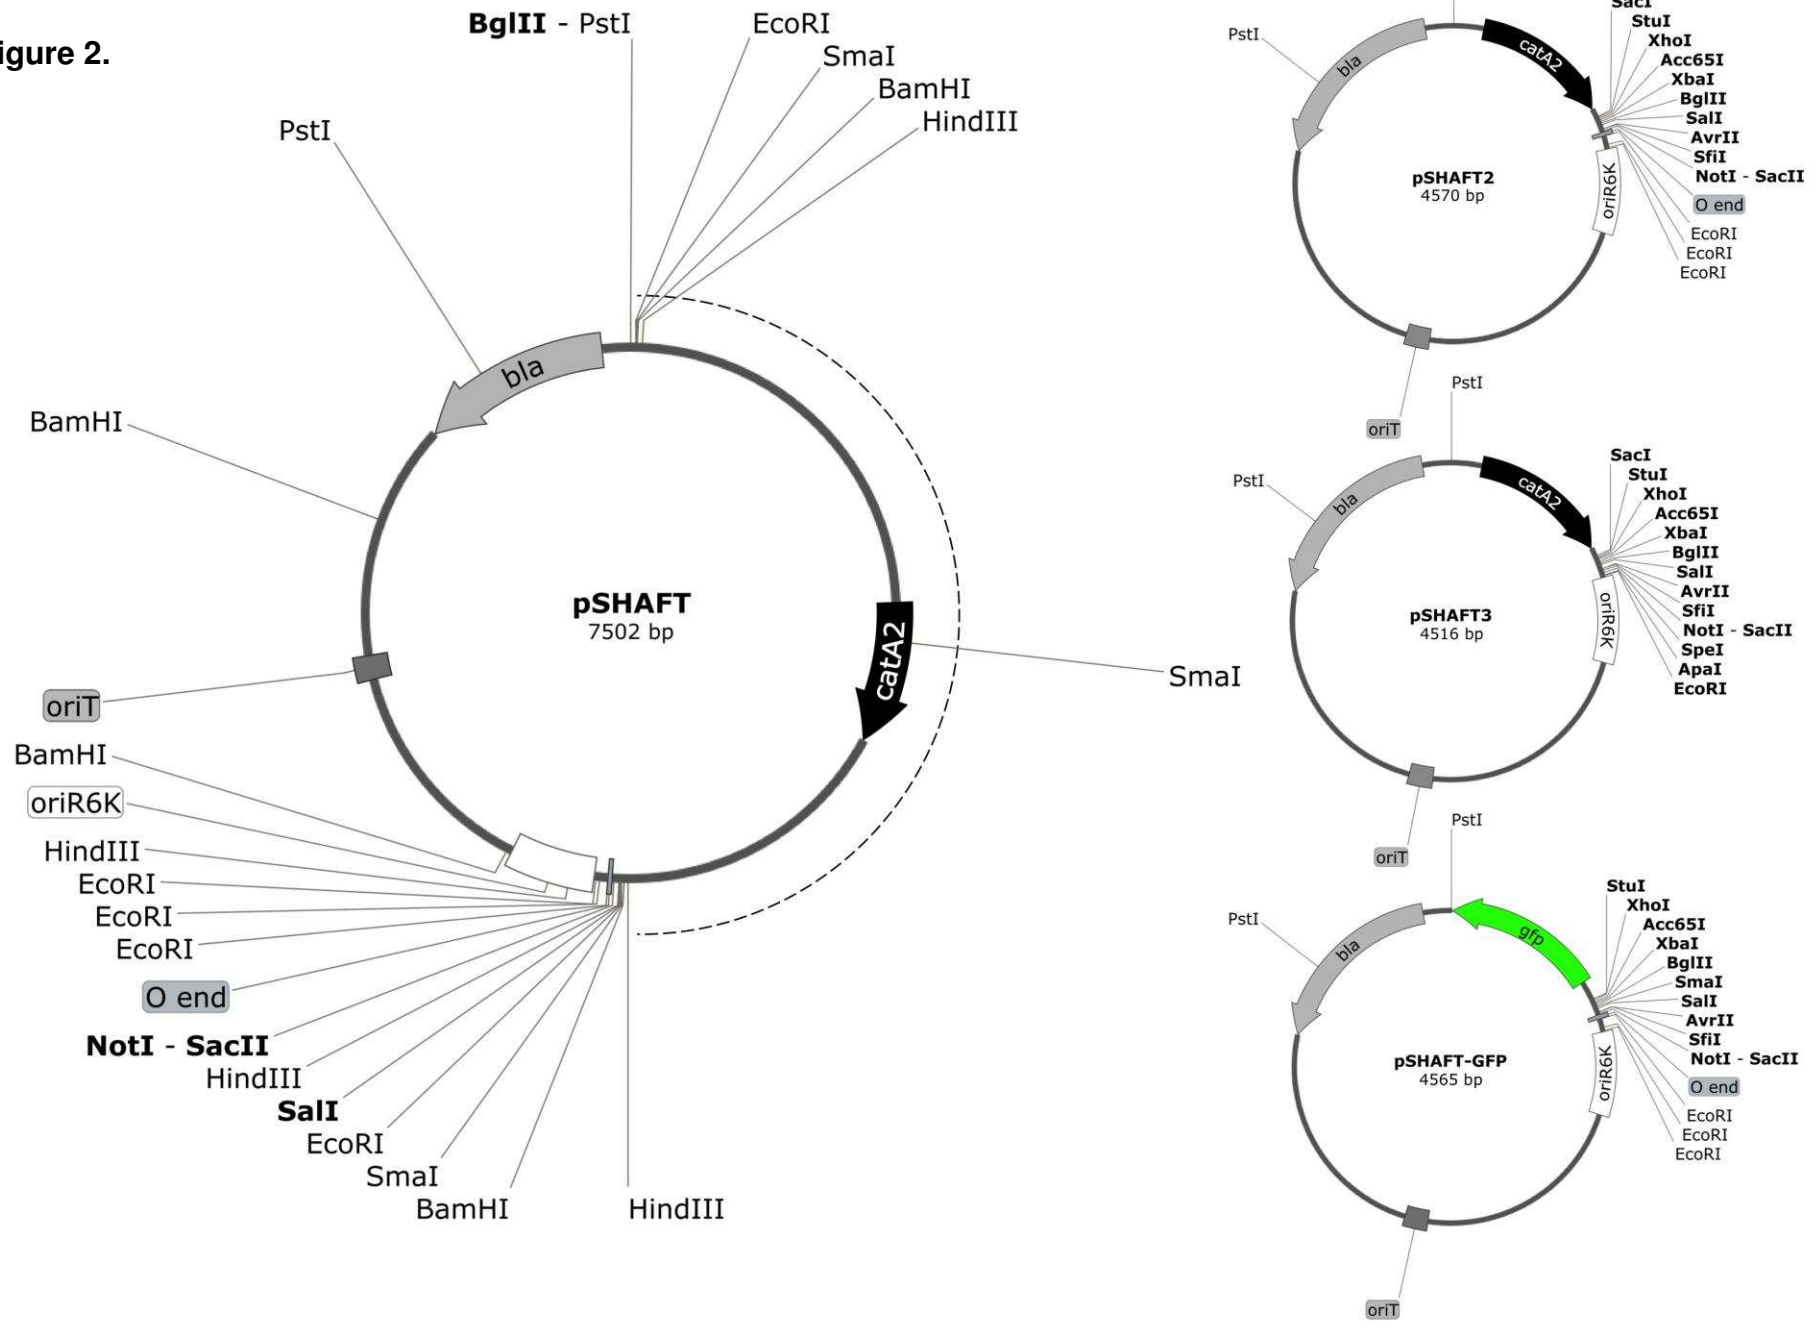 igure 2.
BglII - PstI
EcoRI
SmaI
BamHI
HindIII
PstI
bla
BamHI
pSHAFT
7502 bp
catA2
SmaI
oriT
BamHI
oriR6K
HindIII
EcoRI
EcoRI
EcoRI
O end
NotI - SacII
HindIII
SalI
EcoRI
SmaI
BamHI
HindIII
SacI
PstI
StuI
bla
catA2
XhoI
Acc65I
XbaI
BglII
SalI
AvrII
SfiI
NotI - SacII
pSHAFT2
4570 bp
oriR6K
O end
EcoRI
EcoRI
EcoRI
oriT
PstI
PstI
bla
catA2
SacI
StuI
XhoI
Acc65I
XbaI
BglII
SalI
AvrII
SfiI
NotI - SacII
SpeI
ApaI
EcoRI
pSHAFT3
4516 bp
oriR6K
oriT
PstI
PstI
bla
gfp
StuI
XhoI
Acc65I
XbaI
BglII
SmaI
SalI
AvrII
SfiI
NotI - SacII
O end
EcoRI
EcoRI
EcoRI
pSHAFT-GFP
4565 bp
oriR6K
oriT